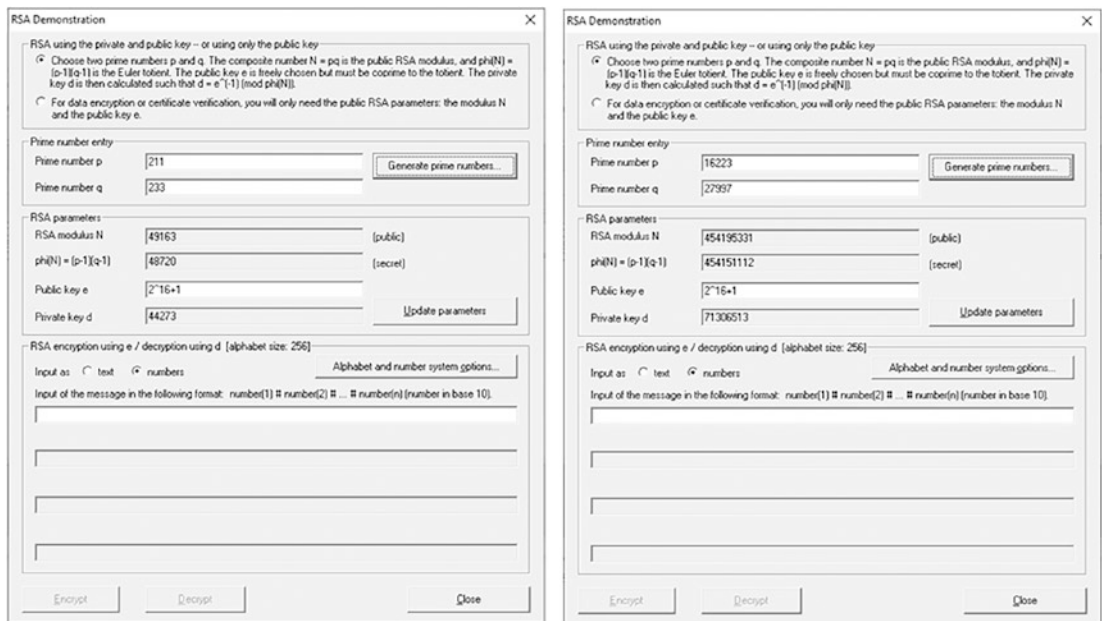 RSA Demonstration
RSA using the private and public key -- or using only the public key
Choose two prime numbers p and q. The composite number N = pq is the public RSA modulus, and phi(N) =
(p-1)(q-1) is the Euler totient. The public key e is freely chosen but must be coprime to the totient. The private
key d is then calculated such that d = e^(-1) (mod phi(N)).
For data encryption or certificate verification, you will only need the public RSA parameters: the modulus N
and the public key e.
Prime number entry
Prime number p 211 Generate prime numbers...
Prime number q 233
RSA parameters
RSA modulus N 49163 (public)
phi(N) = (p-1)(q-1) 48720 (secret)
Public key e 2^16+1
Private key d 44273 Update parameters
RSA encryption using e / decryption using d [alphabet size: 256]
Input as text numbers Alphabet and number system options...
Input of the message in the following format: number(1) # number(2) # ... # number(n) (number in base 10).
Encrypt Decrypt Close
RSA Demonstration
RSA using the private and public key -- or using only the public key
Choose two prime numbers p and q. The composite number N = pq is the public RSA modulus, and phi(N) =
(p-1)(q-1) is the Euler totient. The public key e is freely chosen but must be coprime to the totient. The private
key d is then calculated such that d = e^(-1) (mod phi(N)).
For data encryption or certificate verification, you will only need the public RSA parameters: the modulus N
and the public key e.
Prime number entry
Prime number p 16223 Generate prime numbers...
Prime number q 27997
RSA parameters
RSA modulus N 454195331 (public)
phi(N) = (p-1)(q-1) 454151112 (secret)
Public key e 2^16+1
Private key d 71306513 Update parameters
RSA encryption using e / decryption using d [alphabet size: 256]
Input as text numbers Alphabet and number system options...
Input of the message in the following format: number(1) # number(2) # ... # number(n) (number in base 10).
Encrypt Decrypt Close